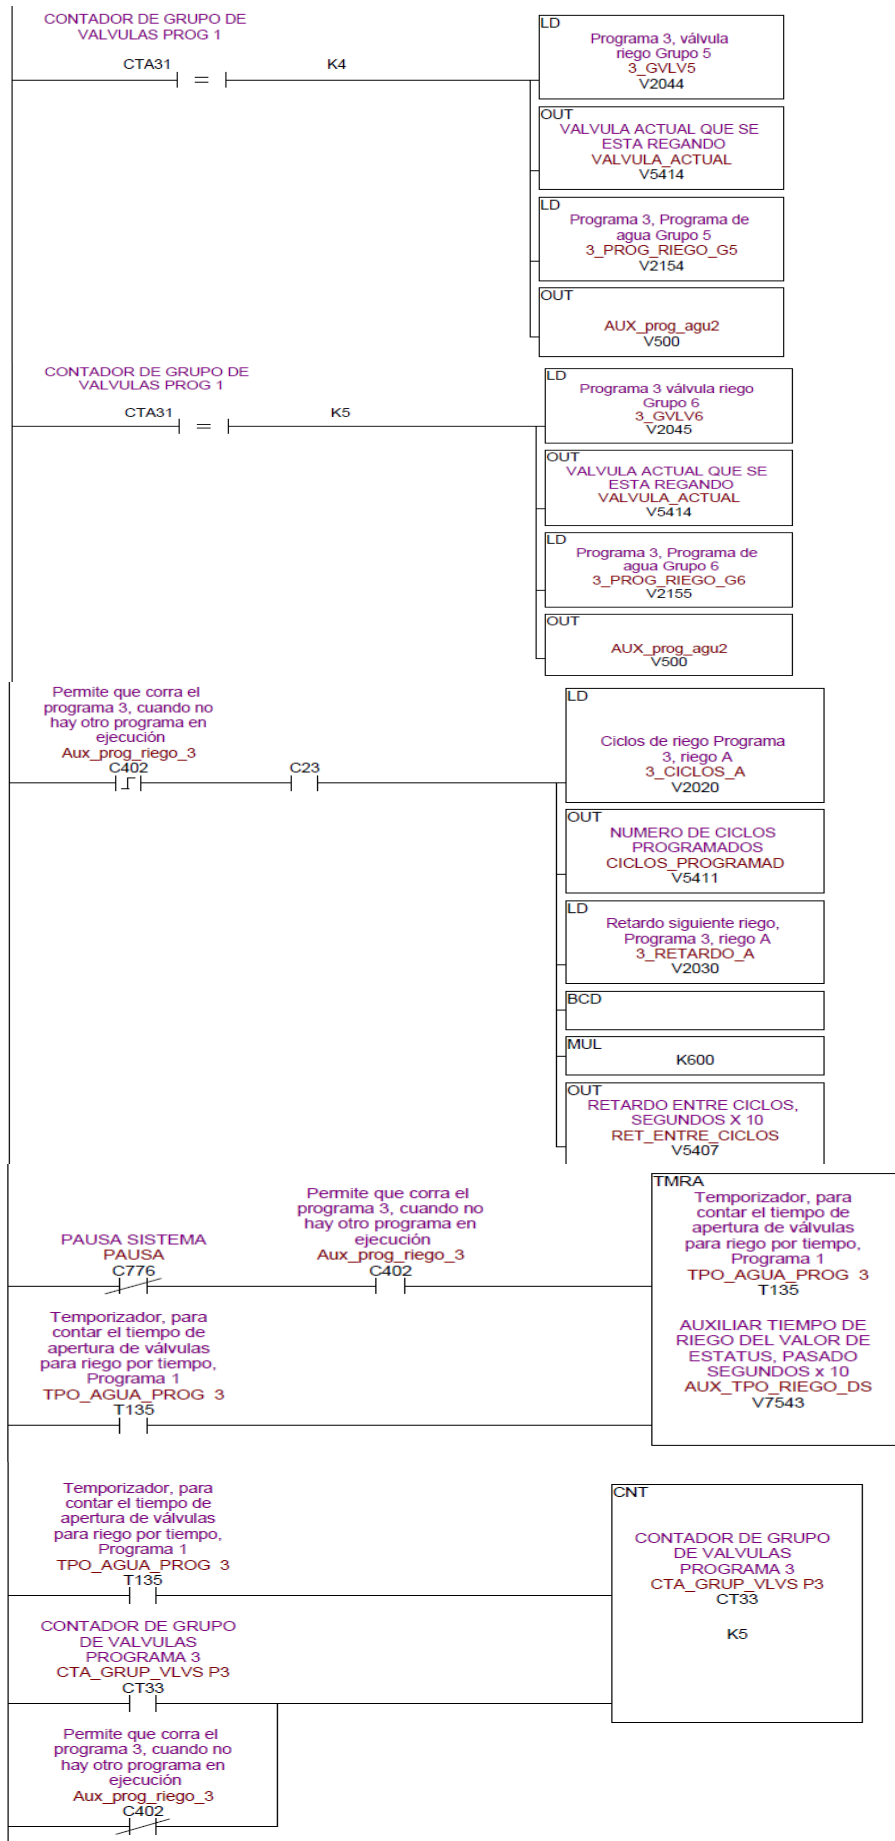 CONTADOR DE GRUPO DE
VALVULAS PROG 1
CTA31
=
K4
LD
Programa 3, válvula
riego Grupo 5
3_GVLV5
V2044
OUT
VALVULA ACTUAL QUE SE
ESTA REGANDO
VALVULA_ACTUAL
V5414
LD
Programa 3, Programa de
agua Grupo 5
3_PROG_RIEGO_G5
V2154
OUT
AUX_prog_agu2
V500
CONTADOR DE GRUPO DE
VALVULAS PROG 1
CTA31
=
K5
LD
Programa 3 válvula riego
Grupo 6
3_GVLV6
V2045
OUT
VALVULA ACTUAL QUE SE
ESTA REGANDO
VALVULA_ACTUAL
V5414
LD
Programa 3, Programa de
agua Grupo 6
3_PROG_RIEGO_G6
V2155
OUT
AUX_prog_agu2
V500
Permite que corra el
programa 3, cuando no
hay otro programa en
ejecución
Aux_prog_riego_3
C402
C23
LD
Ciclos de riego Programa
3, riego A
3_CICLOS_A
V2020
OUT
NUMERO DE CICLOS
PROGRAMADOS
CICLOS_PROGRAMAD
V5411
LD
Retardo siguiente riego,
Programa 3, riego A
3_RETARDO_A
V2030
BCD
MUL
K600
OUT
RETARDO ENTRE CICLOS,
SEGUNDOS X 10
RET_ENTRE_CICLOS
V5407
PAUSA SISTEMA
PAUSA
C776
Permite que corra el
programa 3, cuando no
hay otro programa en
ejecución
Aux_prog_riego_3
C402
TMRA
Temporizador, para
contar el tiempo de
apertura de válvulas
para riego por tiempo,
Programa 1
TPO_AGUA_PROG 3
T135
AUXILIAR TIEMPO DE
RIEGO DEL VALOR DE
ESTATUS, PASADO
SEGUNDOS x 10
AUX_TPO_RIEGO_DS
V7543
Temporizador, para
contar el tiempo de
apertura de válvulas
para riego por tiempo,
Programa 1
TPO_AGUA_PROG 3
T135
Temporizador, para
contar el tiempo de
apertura de válvulas
para riego por tiempo,
Programa 1
TPO_AGUA_PROG 3
T135
CNT
CONTADOR DE GRUPO
DE VALVULAS
PROGRAMA 3
CTA_GRUP_VLVS P3
CT33
K5
CONTADOR DE GRUPO
DE VALVULAS
PROGRAMA 3
CTA_GRUP_VLVS P3
CT33
Permite que corra el
programa 3, cuando no
hay otro programa en
ejecución
Aux_prog_riego_3
C402